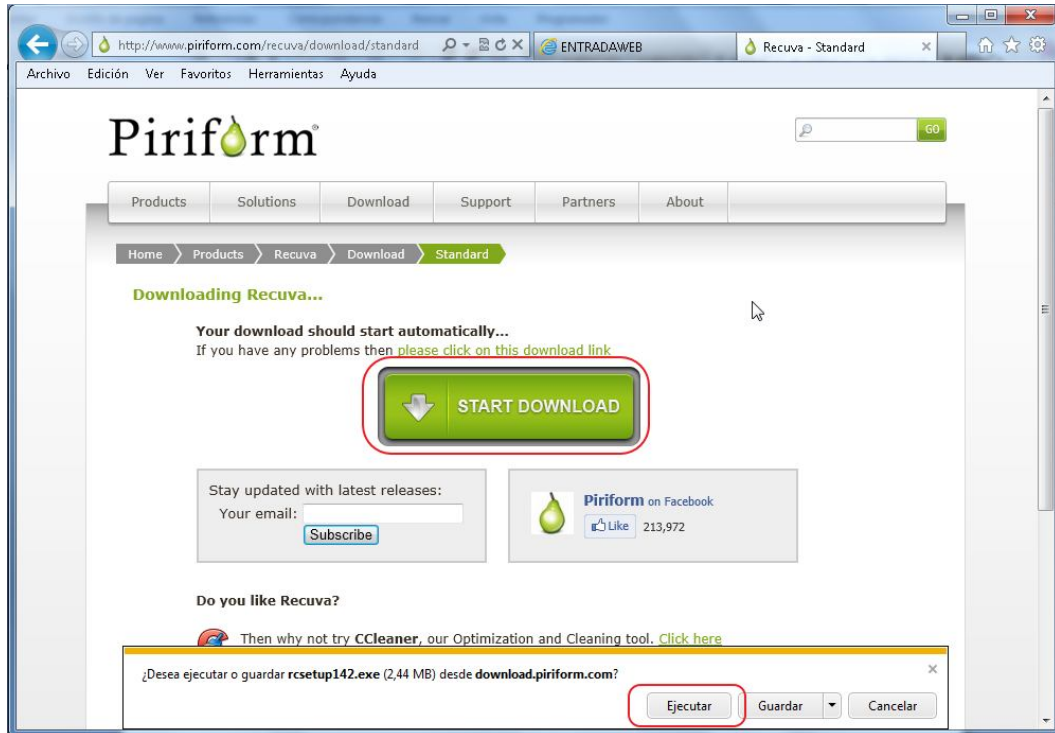 http://www.piriform.com/recuva/download/standard
ENTRADAWEB
Recuva - Standard
Archivo Edición Ver Favoritos Herramientas Ayuda
Piriform®
GO
Products Solutions Download Support Partners About
Home Products Recuva Download Standard
Downloading Recuva...
Your download should start automatically...
If you have any problems then please click on this download link
START DOWNLOAD
Stay updated with latest releases:
Your email:
Subscribe
Piriform on Facebook
Like 213,972
Do you like Recuva?
Then why not try CCleaner, our Optimization and Cleaning tool. Click here
¿Desea ejecutar o guardar rcsetup142.exe (2,44 MB) desde download.piriform.com?
Ejecutar Guardar Cancelar